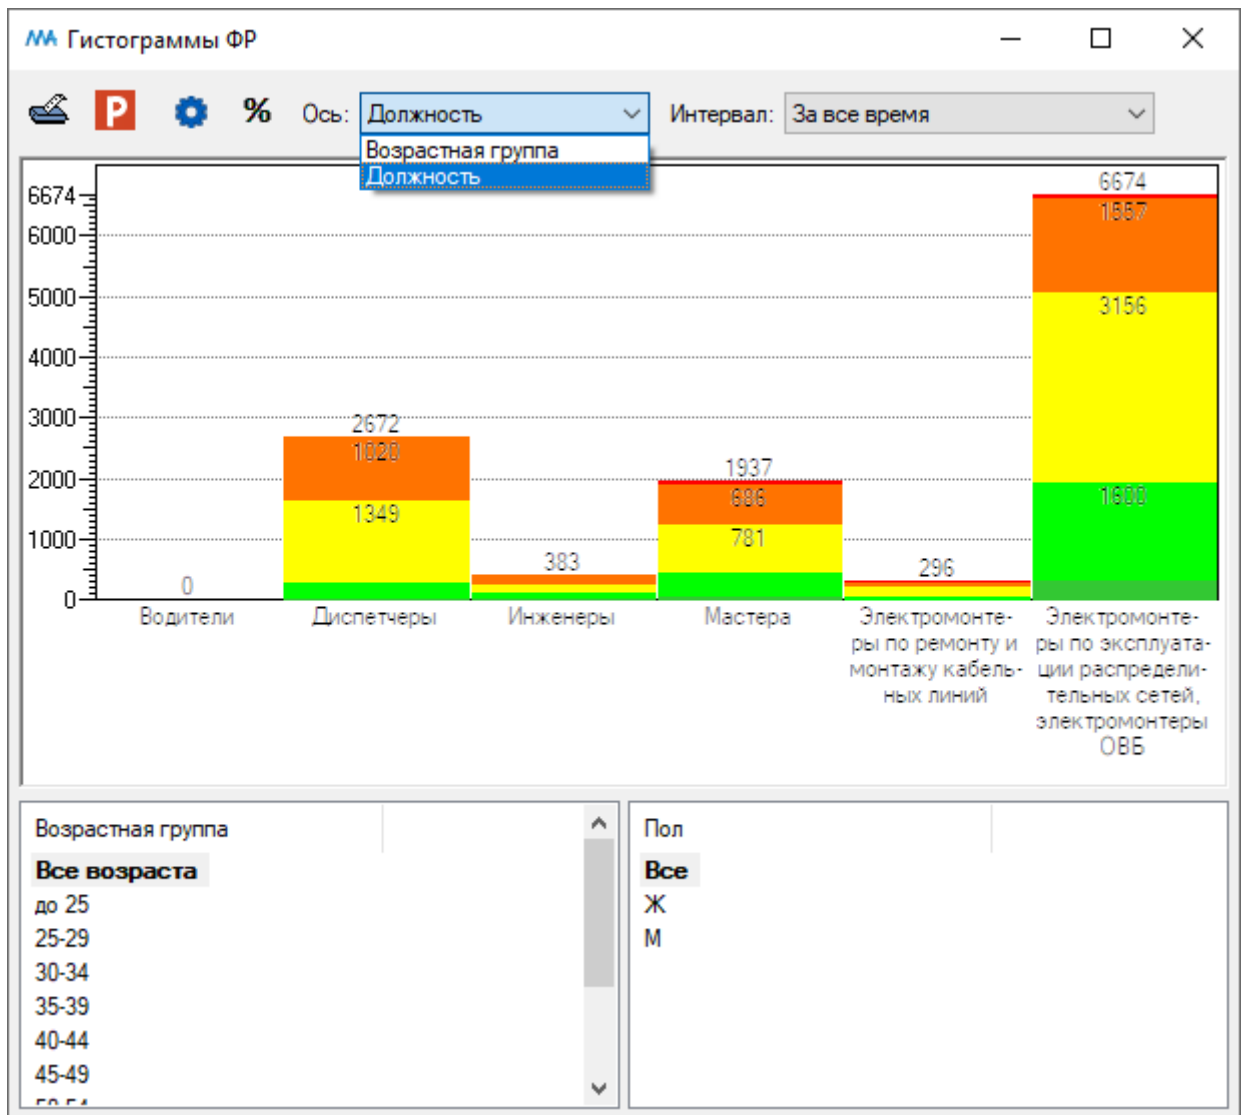 Гистограммы ФР
P % Ось: Должность Интервал: За все время
Возрастная группа
Должность
6674
6000
5000
4000
3000
2000
1000
0
0
2672
1020
1349
383
1937
686
781
296
6674
1557
3156
1600
Водители
Диспетчеры
Инженеры
Мастера
Электромонте-
ры по ремонту и
монтажу кабель-
ных линий
Электромонте-
ры по эксплуата-
ции распредели-
тельных сетей,
электромонтеры
ОВБ
Возрастная группа
Все возраста
до 25
25-29
30-34
35-39
40-44
45-49
Пол
Все
Ж
М